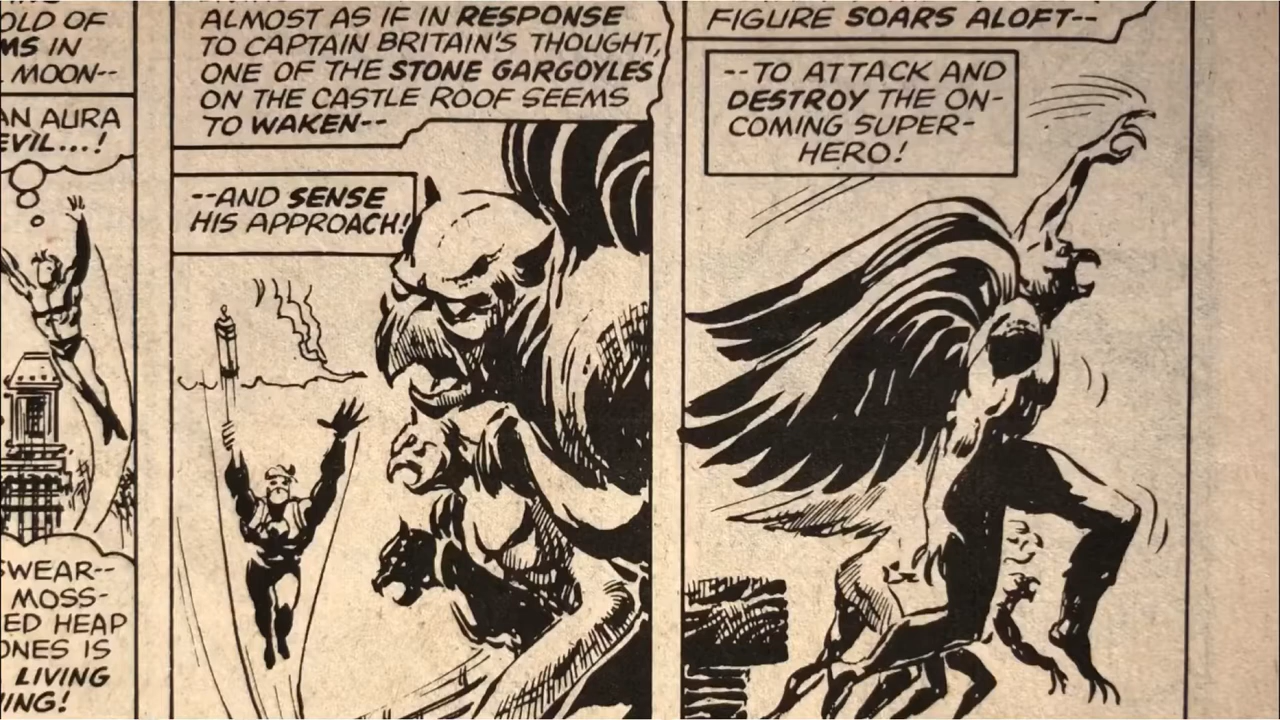 OLD OF
MS IN
MOON--
AN AURA
EVIL...!
SWEAR--
MOSS-
ED HEAP
ONES IS
LIVING
ING!
ALMOST AS IF IN RESPONSE
TO CAPTAIN BRITAIN'S THOUGHT,
ONE OF THE STONE GARGOYLES
ON THE CASTLE ROOF SEEMS
TO WAKEN--
--AND SENSE
HIS APPROACH!
FIGURE SOARS ALOFT--
--TO ATTACK AND
DESTROY THE ON-
COMING SUPER-
HERO!